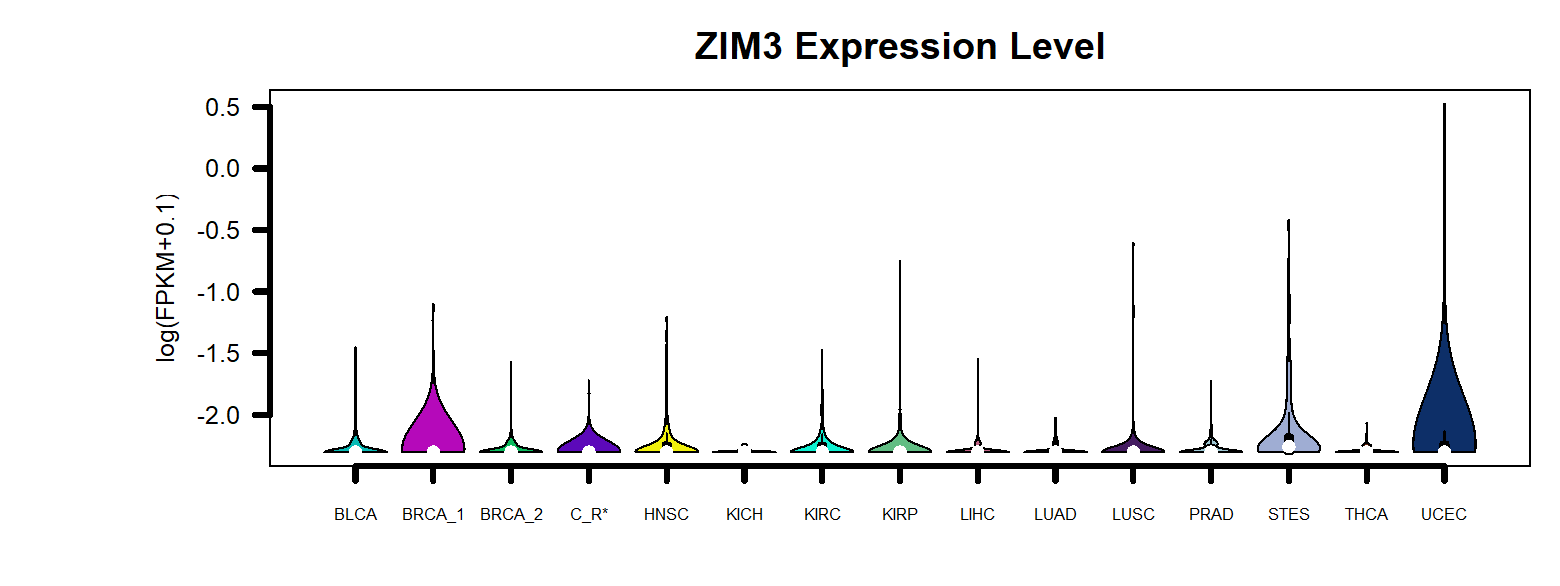 ZIM3 Expression Level
log(FPKM+0.1)
0.5
0.0
-0.5
-1.0
-1.5
-2.0
BLCA BRCA_1 BRCA_2 C_R* HNSC KICH KIRC KIRP LIHC LUAD LUSC PRAD STES THCA UCEC